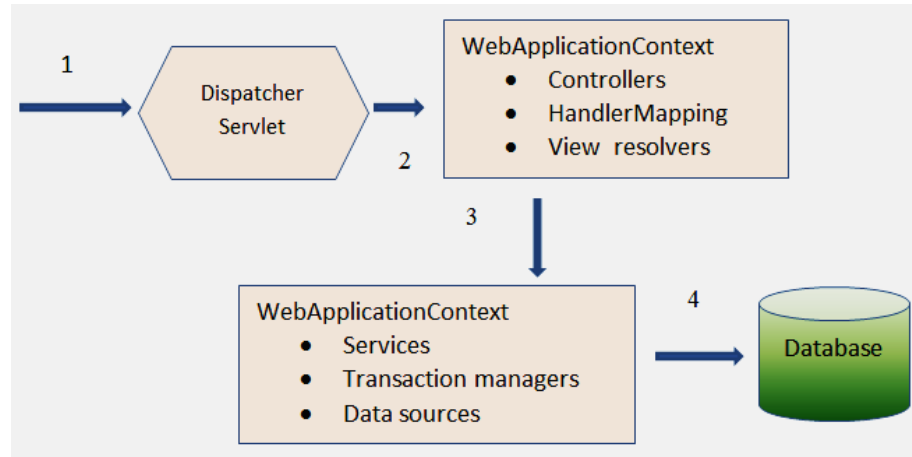 1
Dispatcher
Servlet
2
WebApplicationContext
• Controllers
• HandlerMapping
• View resolvers
3
WebApplicationContext
• Services
• Transaction managers
• Data sources
4
Database